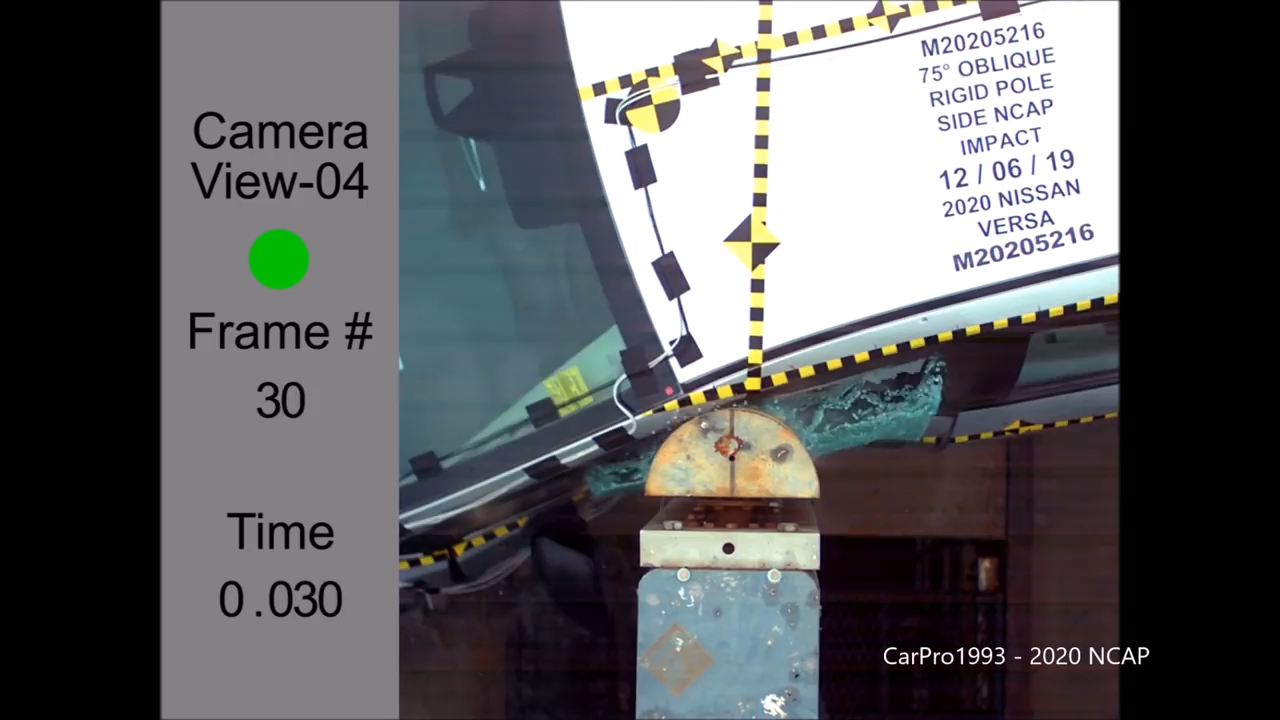 Camera
View-04
Frame #
30
Time
0.030
M20205216
75° OBLIQUE
RIGID POLE
SIDE NCAP
IMPACT
12 / 06 / 19
2020 NISSAN
VERSA
M20205216
CarPro1993 - 2020 NCAP